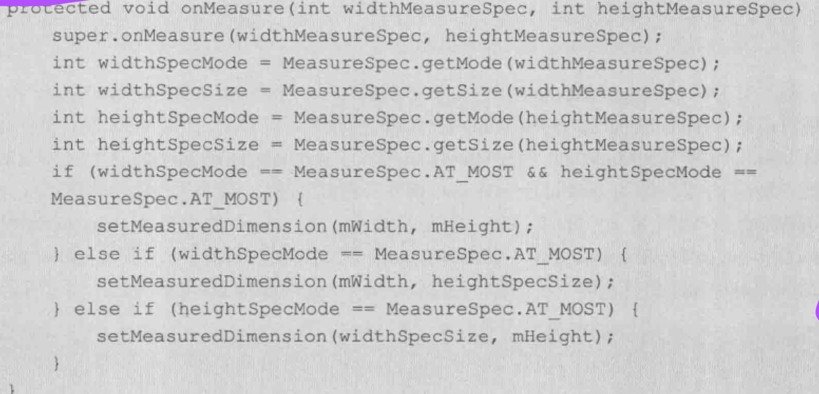 protected void onMeasure(int widthMeasureSpec, int heightMeasureSpec)
super.onMeasure(widthMeasureSpec, heightMeasureSpec);
int widthSpecMode = MeasureSpec.getMode(widthMeasureSpec);
int widthSpecSize = MeasureSpec.getSize(widthMeasureSpec);
int heightSpecMode = MeasureSpec.getMode(heightMeasureSpec);
int heightSpecSize = MeasureSpec.getSize(heightMeasureSpec);
if (widthSpecMode == MeasureSpec.AT_MOST && heightSpecMode ==
MeasureSpec.AT_MOST) {
setMeasuredDimension(mWidth, mHeight);
} else if (widthSpecMode == MeasureSpec.AT_MOST) {
setMeasuredDimension(mWidth, heightSpecSize);
} else if (heightSpecMode == MeasureSpec.AT_MOST) {
setMeasuredDimension(widthSpecSize, mHeight);
}
}